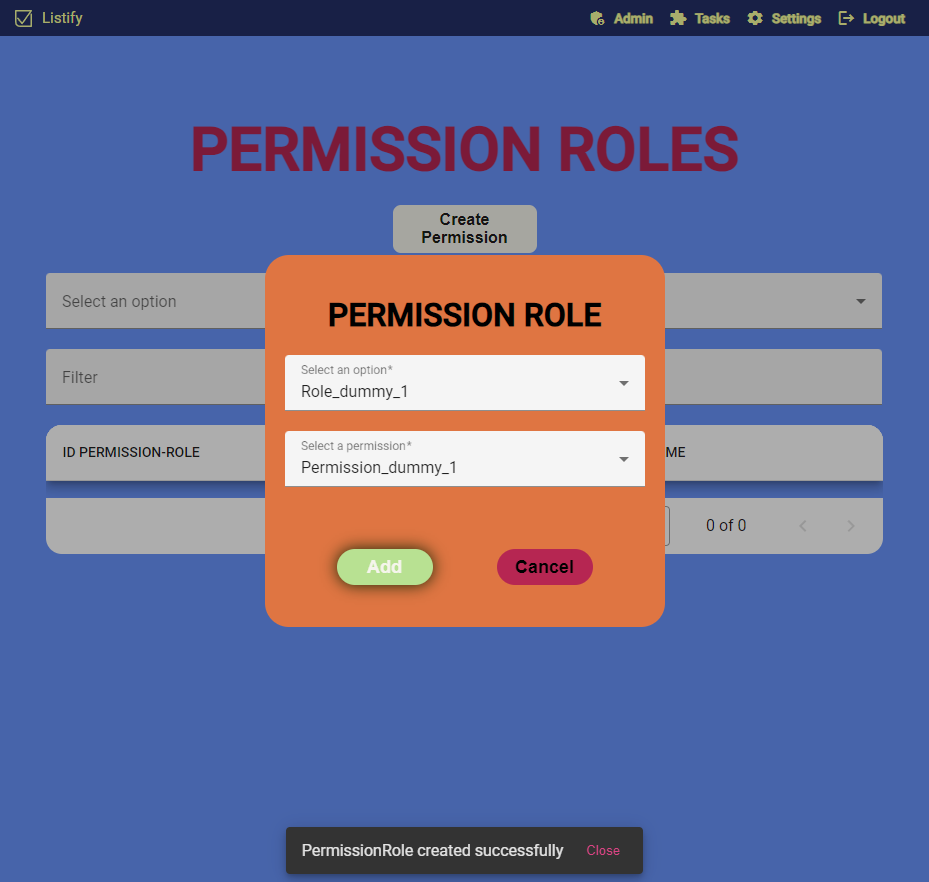 Listify
Admin
Tasks
Settings
Logout
PERMISSION ROLES
Create
Permission
Select an option
Filter
ID PERMISSION-ROLE
ME
0 of 0
PERMISSION ROLE
Select an option*
Role_dummy_1
Select a permission*
Permission_dummy_1
Add
Cancel
PermissionRole created successfully
Close